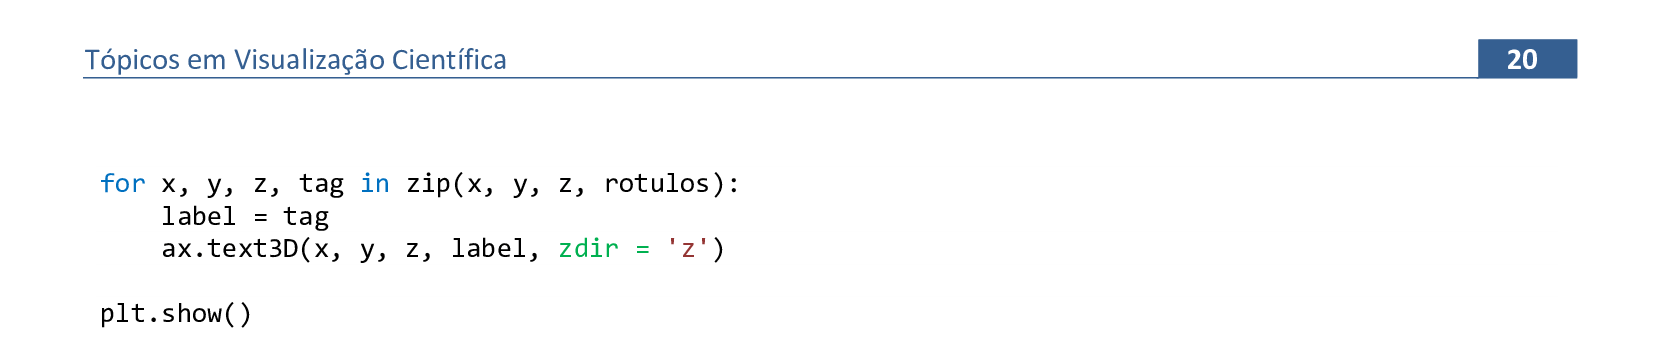 Tópicos em Visualização Científica 20
for x, y, z, tag in zip(x, y, z, rotulos):
    label = tag
    ax.text3D(x, y, z, label, zdir = 'z')
plt.show()